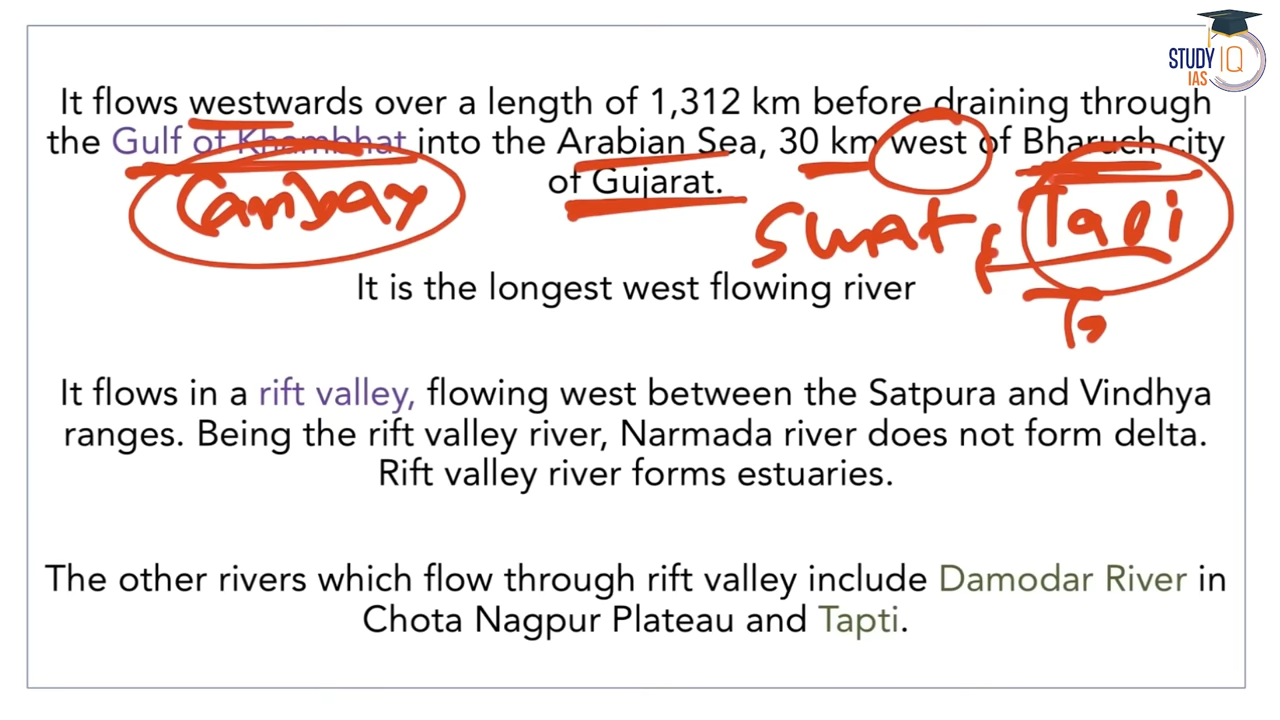 STUDY IQ
IAS
It flows westwards over a length of 1,312 km before draining through
the Gulf of Khambhat into the Arabian Sea, 30 km west of Bharuch city
of Gujarat.
Cambay
Surat & Tapi
Ta
It is the longest west flowing river
It flows in a rift valley, flowing west between the Satpura and Vindhya
ranges. Being the rift valley river, Narmada river does not form delta.
Rift valley river forms estuaries.
The other rivers which flow through rift valley include Damodar River in
Chota Nagpur Plateau and Tapti.